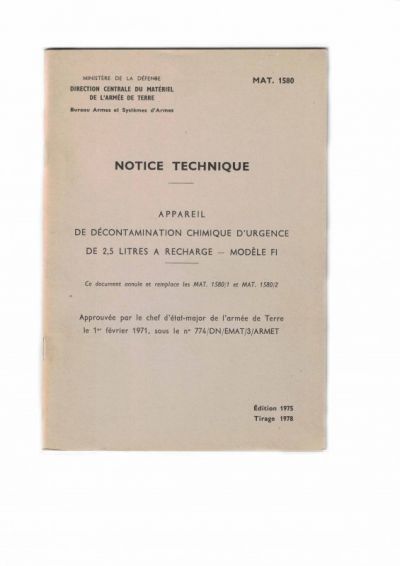 MINISTÈRE DE LA DÉFENSE
MAT. 1580
DIRECTION CENTRALE DU MATÉRIEL
DE L'ARMÉE DE TERRE
Bureau Armes et Systèmes d'Armes
NOTICE TECHNIQUE
APPAREIL
DE DÉCONTAMINATION CHIMIQUE D'URGENCE
DE 2,5 LITRES A RECHARGE — MODÈLE FI
Ce document annule et remplace les MAT. 1580/1 et MAT. 1580/2
Approuvée par le chef d'état-major de l'armée de Terre
le 1er février 1971, sous le n° 774/DN/EMAT/3/ARMET
Édition 1975
Tirage 1978